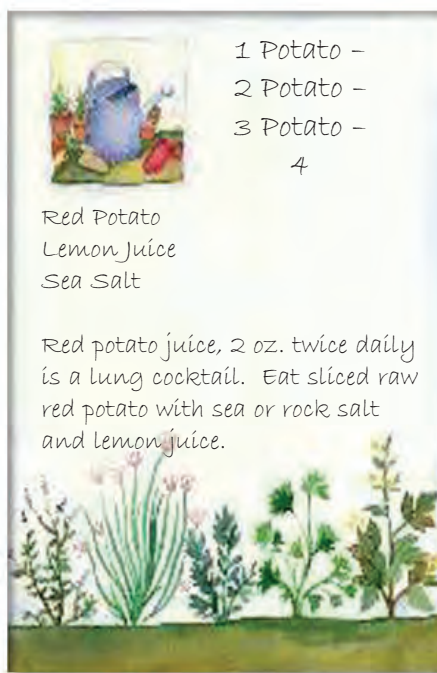 1 Potato –
2 Potato –
3 Potato –
4
Red Potato
Lemon Juice
Sea Salt
Red potato juice, 2 oz. twice daily
is a lung cocktail.  Eat sliced raw
red potato with sea or rock salt
and lemon juice.